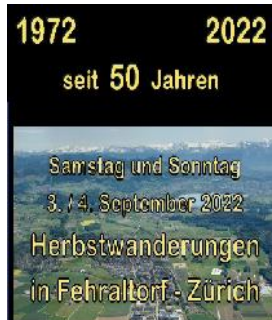 1972 2022
seit 50 Jahren
Samstag und Sonntag
3. / 4. September 2022
Herbstwanderungen
in Fehraltorf - Zürich